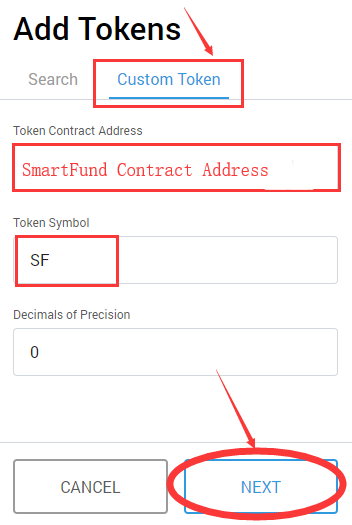 Add Tokens
Search Custom Token
Token Contract Address
SmartFund Contract Address
Token Symbol
SF
Decimals of Precision
0
CANCEL NEXT